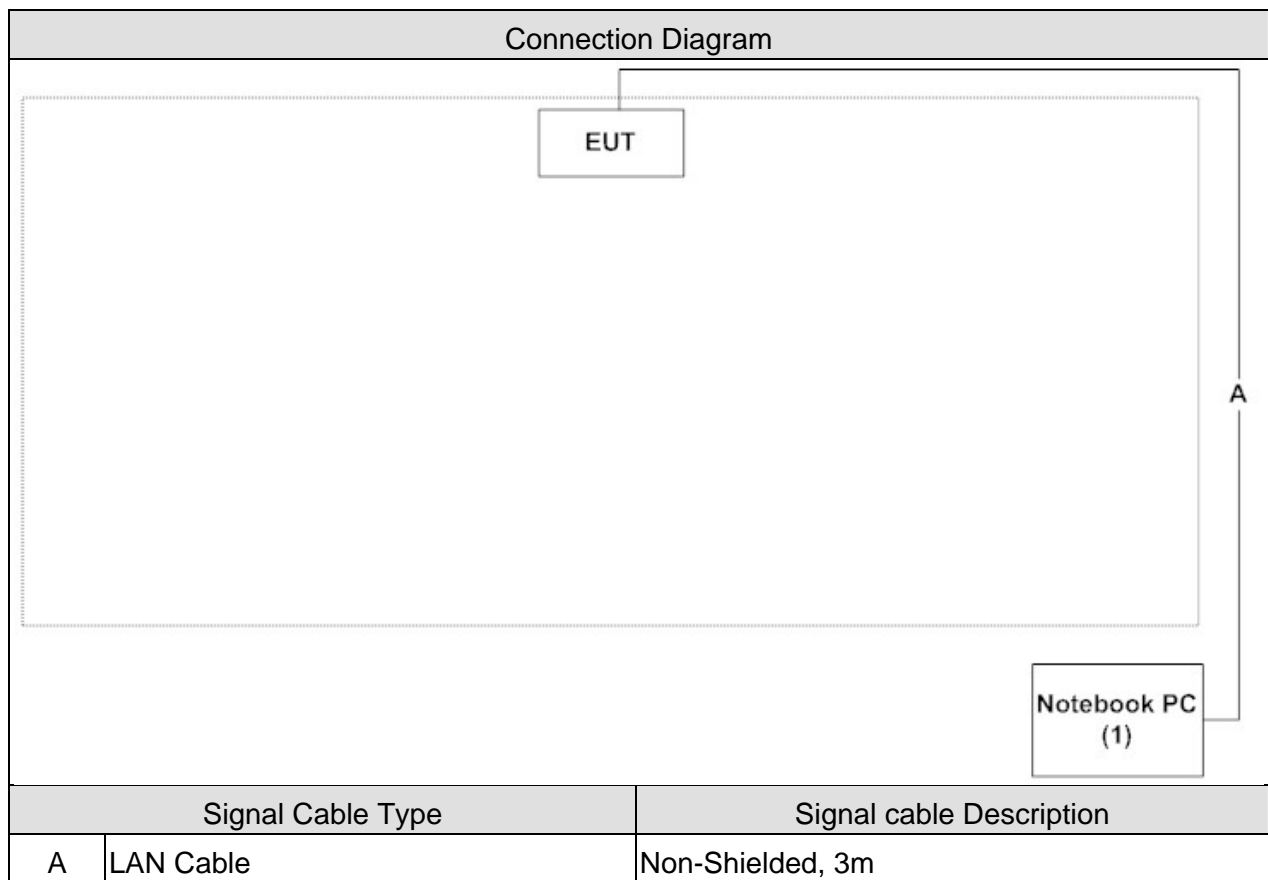 Connection Diagram
EUT
A
Notebook PC
(1)
Signal Cable Type
Signal cable Description
A
LAN Cable
Non-Shielded, 3m